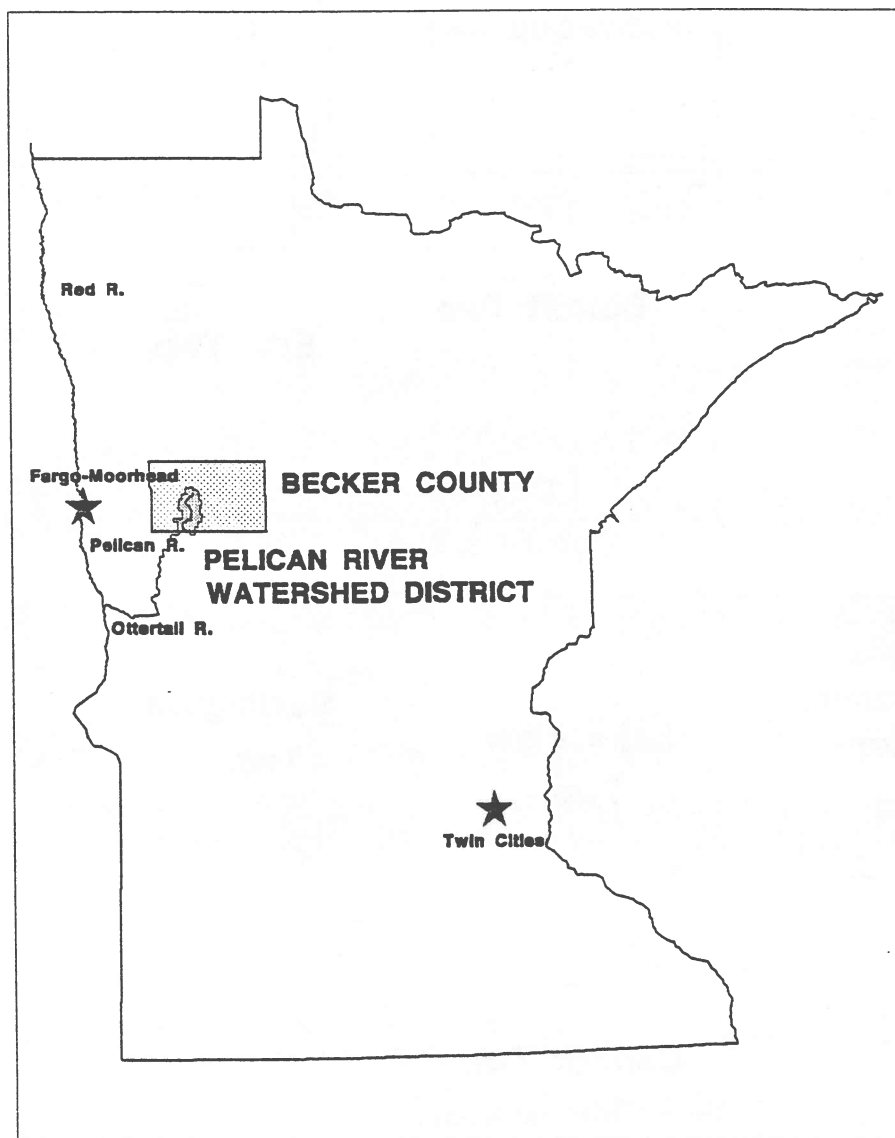 Red R.
Fargo-Moorhead
BECKER COUNTY
Pelican R.
PELICAN RIVER
WATERSHED DISTRICT
Ottertail R.
Twin Cities